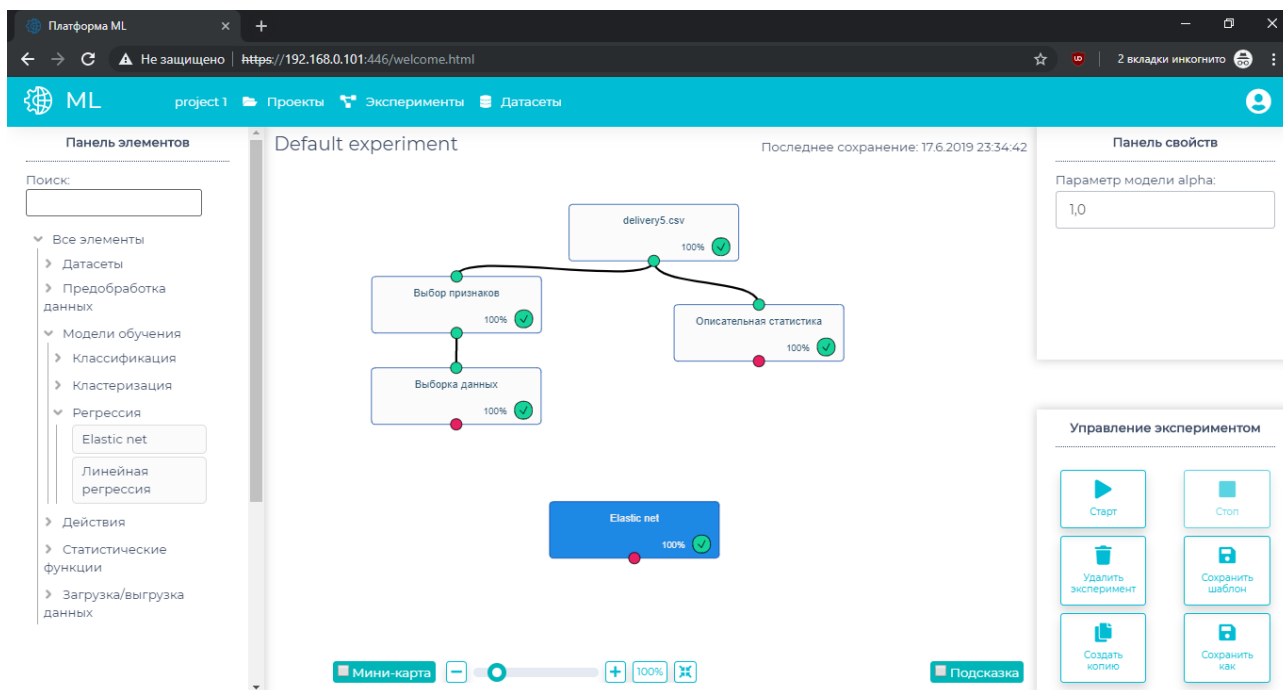 Платформа ML
Не защищено
https://192.168.0.101:446/welcome.html
2 вкладки инкогнито
ML
project 1
Проекты
Эксперименты
Датасеты
Панель элементов
Поиск:
Все элементы
Датасеты
Предобработка
данных
Модели обучения
Классификация
Кластеризация
Регрессия
Elastic net
Линейная
регрессия
Действия
Статистические
функции
Загрузка/выгрузка
данных
Default experiment
Последнее сохранение: 17.6.2019 23:34:42
delivery5.csv
100%
Выбор признаков
100%
Описательная статистика
100%
Выборка данных
100%
Elastic net
100%
Мини-карта
100%
Подсказка
Панель свойств
Параметр модели alpha:
1,0
Управление экспериментом
Старт
Стоп
Удалить
эксперимент
Сохранить
шаблон
Создать
копию
Сохранить
как